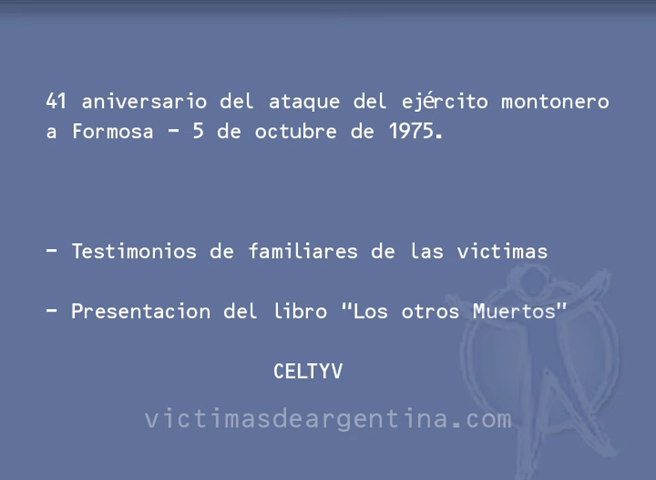 41 aniversario del ataque del ejército montonero
a Formosa - 5 de octubre de 1975.
- Testimonios de familiares de las victimas
- Presentacion del libro “Los otros Muertos”
CELTYV
victimasdeargentina.com